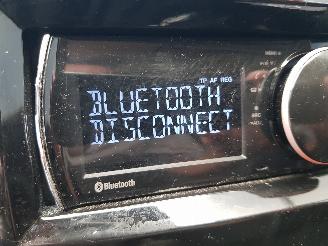 TP AF REG
BLUETOOTH
DISCONNECT
Bluetooth